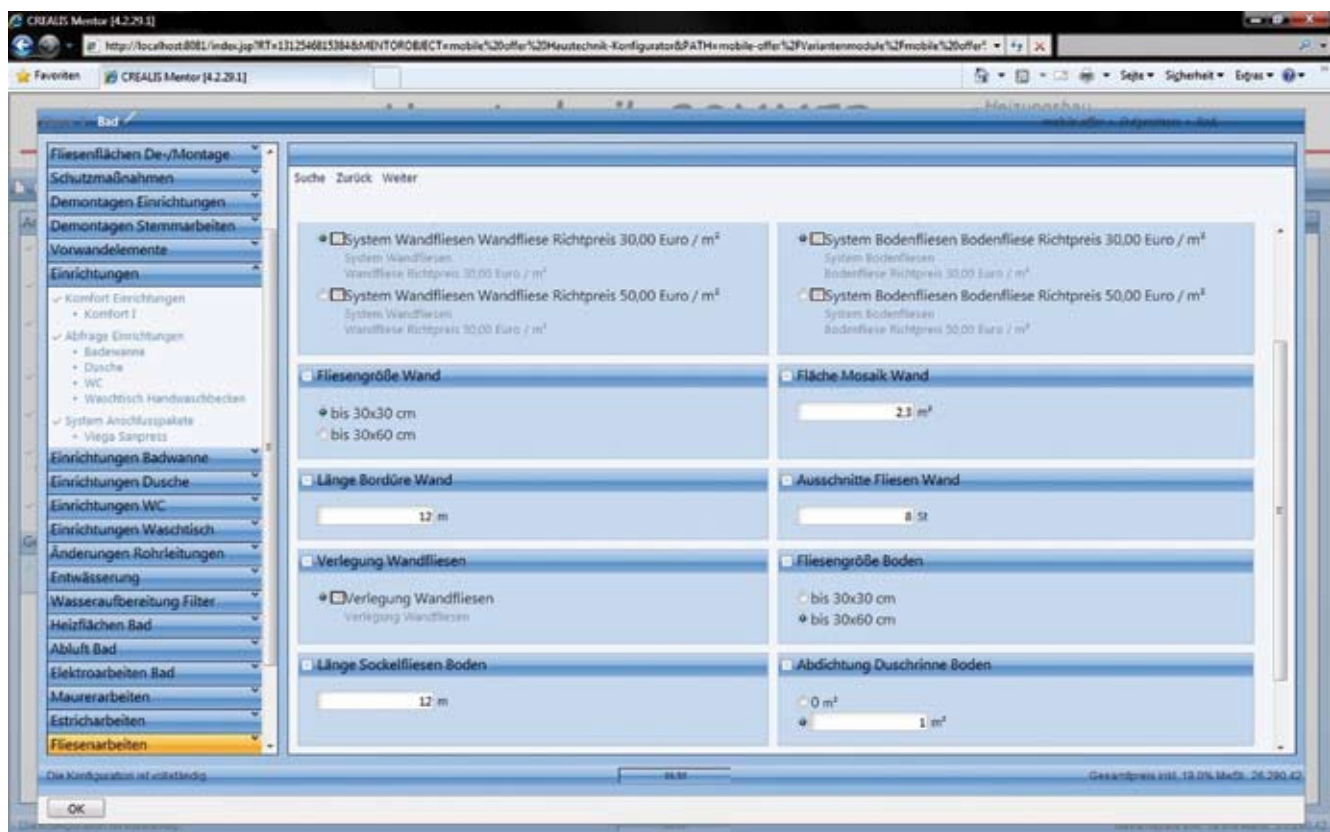 CREALIS Mentor [4.2.29.1]
Favoriten CREALIS Mentor [4.2.29.1] Seite Sicherheit Extras
Bad
Fliesenflächen De-/Montage
Schutzmaßnahmen
Demontagen Einrichtungen
Demontagen Stemmarbeiten
Vorwandelemente
Einrichtungen
Komfort Einrichtungen
Komfort I
Abfrage Einrichtungen
Badewanne
Dusche
WC
Waschtisch Handwaschbecken
System Anschlusspakete
Viega Sanpress
Einrichtungen Badwanne
Einrichtungen Dusche
Einrichtungen WC
Einrichtungen Waschtisch
Änderungen Rohrleitungen
Entwässerung
Wasseraufbereitung Filter
Heizflächen Bad
Abluft Bad
Elektroarbeiten Bad
Maurerarbeiten
Estricharbeiten
Fliesenarbeiten
Suche Zurück Weiter
System Wandfliesen Wandfliese Richtpreis 30,00 Euro / m²
System Wandfliesen
Wandfliese Richtpreis 30,00 Euro / m²
System Wandfliesen Wandfliese Richtpreis 50,00 Euro / m²
System Wandfliesen
Wandfliese Richtpreis 50,00 Euro / m²
System Bodenfliesen Bodenfliese Richtpreis 30,00 Euro / m²
System Bodenfliesen
Bodenfliese Richtpreis 30,00 Euro / m²
System Bodenfliesen Bodenfliese Richtpreis 50,00 Euro / m²
System Bodenfliesen
Bodenfliese Richtpreis 50,00 Euro / m²
Fliesengröße Wand
bis 30x30 cm
bis 30x60 cm
Fläche Mosaik Wand
2.3 m²
Länge Bordüre Wand
12 m
Ausschnitte Fliesen Wand
8 St
Verlegung Wandfliesen
Verlegung Wandfliesen
Verlegung Wandfliesen
Fliesengröße Boden
bis 30x30 cm
bis 30x60 cm
Länge Sockelfliesen Boden
12 m
Abdichtung Duschrinne Boden
0 m²
1 m²
Die Konfiguration ist vollständig
Gesamtpreis inkl. 19.0% MwSt. 26.290,42
OK